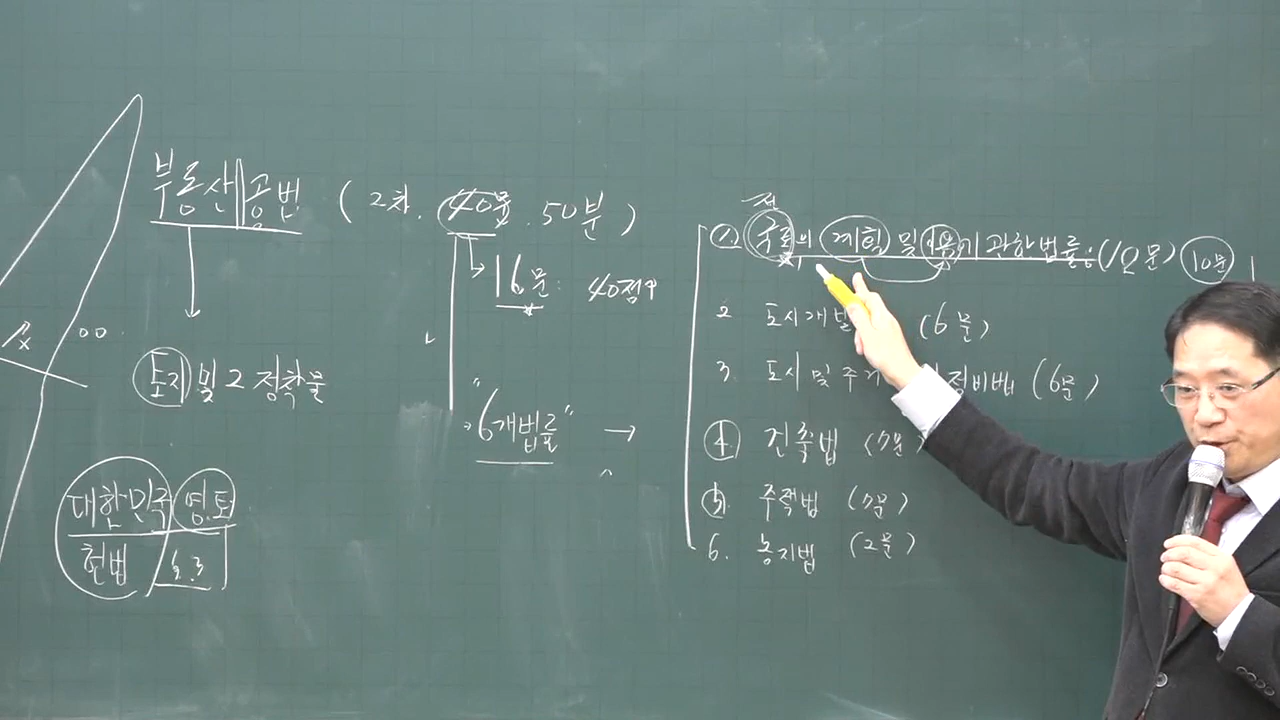 부동산공법 (2차. 40문. 50분)
16문: 40점
"6개법률" →
토지 및 그 정착물
대한민국 영토
헌법 §.3
전
① 국토의 계획 및 이용에 관한 법률: (12문) 10문
2 도시개발 (6문)
3. 도시 및 주거 정비법 (6문)
④ 건축법 (7문)
⑤ 주택법 (7문)
6. 농지법 (2문)